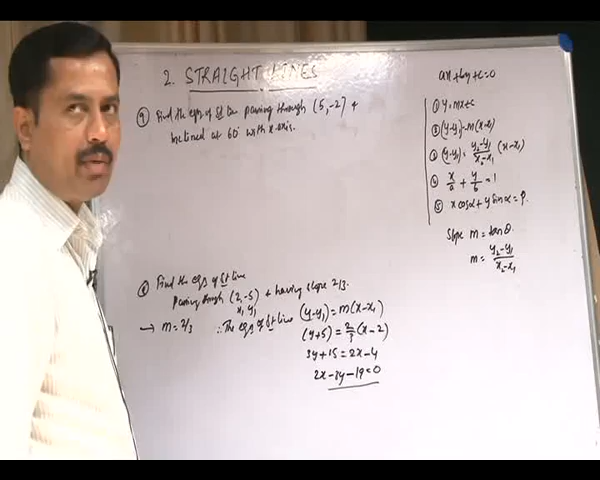 2. STRAIGHT LINES
⑨ Find the eqn of St line passing through (5,-2) &
inclined at 60° with x-axis.
⑧ Find the eqn of St line
passing through (2,-5) & having slope 2/3.
x₁ y₁
→ m = 2/3 ∴ The eqn of St line (y-y₁) = m(x-x₁)
(y+5) = 2/3 (x-2)
3y+15 = 2x-4
2x-3y-19=0
ax+by+c=0
① y=mx+c
② (y-y₁)=m(x-x₁)
③ (y-y₁) = y₂-y₁/x₂-x₁ (x-x₁)
④ x/a + y/b = 1
⑤ x cosα + y sinα = P.
Slope m = tanθ.
m = y₂-y₁/x₂-x₁